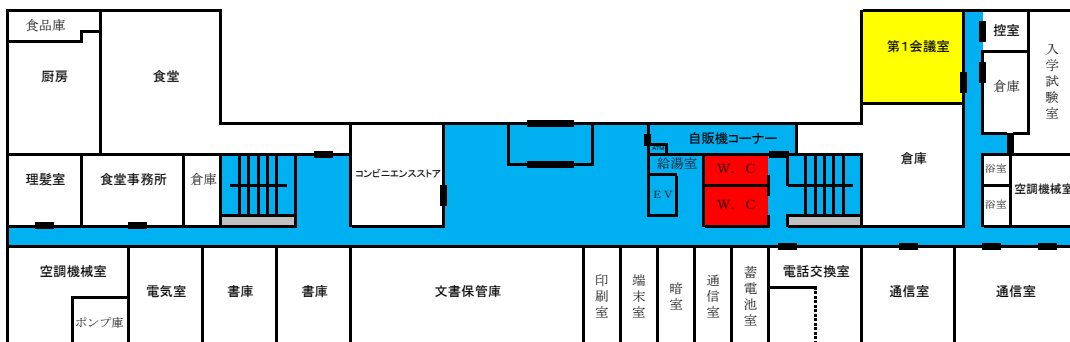 食品庫
厨房
食堂
第１会議室
控室
倉庫
入学試験室
自販機コーナー
給湯室
W．C
W．C
EV
コンビニエンスストア
理髪室
食堂事務所
倉庫
倉庫
浴室
浴室
空調機械室
空調機械室
ポンプ庫
電気室
書庫
書庫
文書保管庫
印刷室
端末室
暗室
通信室
蓄電池室
電話交換室
通信室
通信室